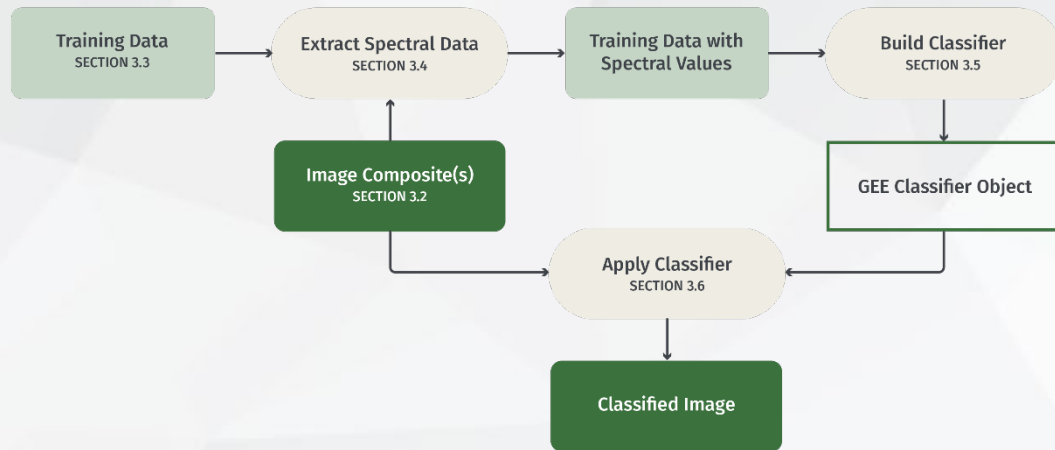 Training Data
SECTION 3.3
Extract Spectral Data
SECTION 3.4
Training Data with
Spectral Values
Build Classifier
SECTION 3.5
Image Composite(s)
SECTION 3.2
GEE Classifier Object
Apply Classifier
SECTION 3.6
Classified Image